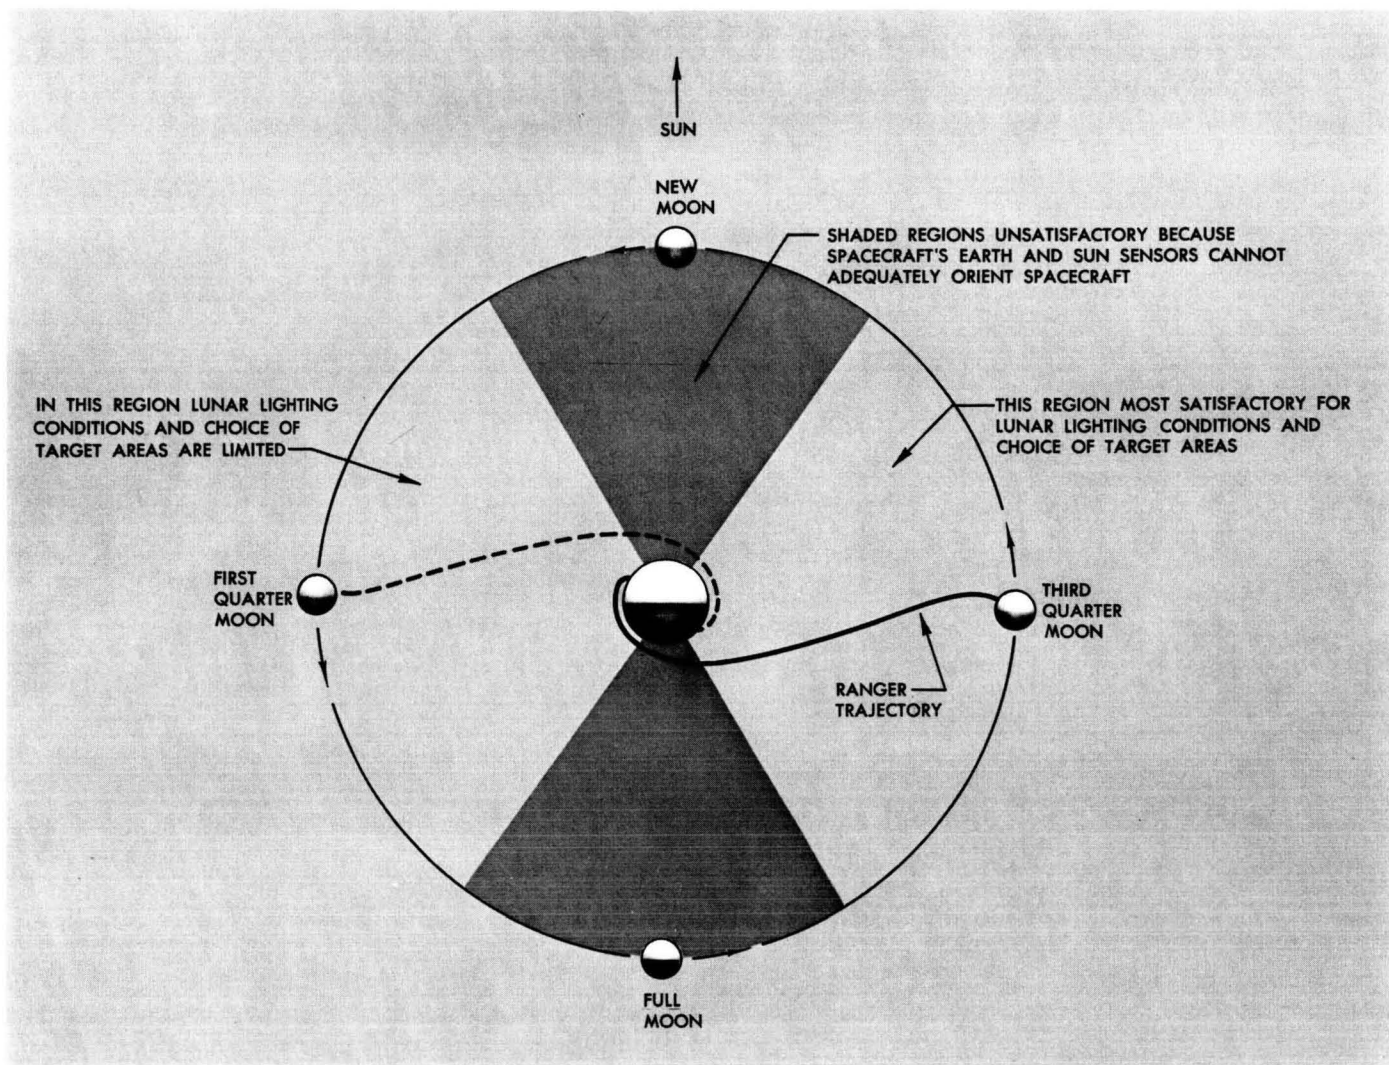 SUN
NEW
MOON
SHADED REGIONS UNSATISFACTORY BECAUSE
SPACECRAFT'S EARTH AND SUN SENSORS CANNOT
ADEQUATELY ORIENT SPACECRAFT
IN THIS REGION LUNAR LIGHTING
CONDITIONS AND CHOICE OF
TARGET AREAS ARE LIMITED
THIS REGION MOST SATISFACTORY FOR
LUNAR LIGHTING CONDITIONS AND
CHOICE OF TARGET AREAS
FIRST
QUARTER
MOON
THIRD
QUARTER
MOON
RANGER
TRAJECTORY
FULL
MOON